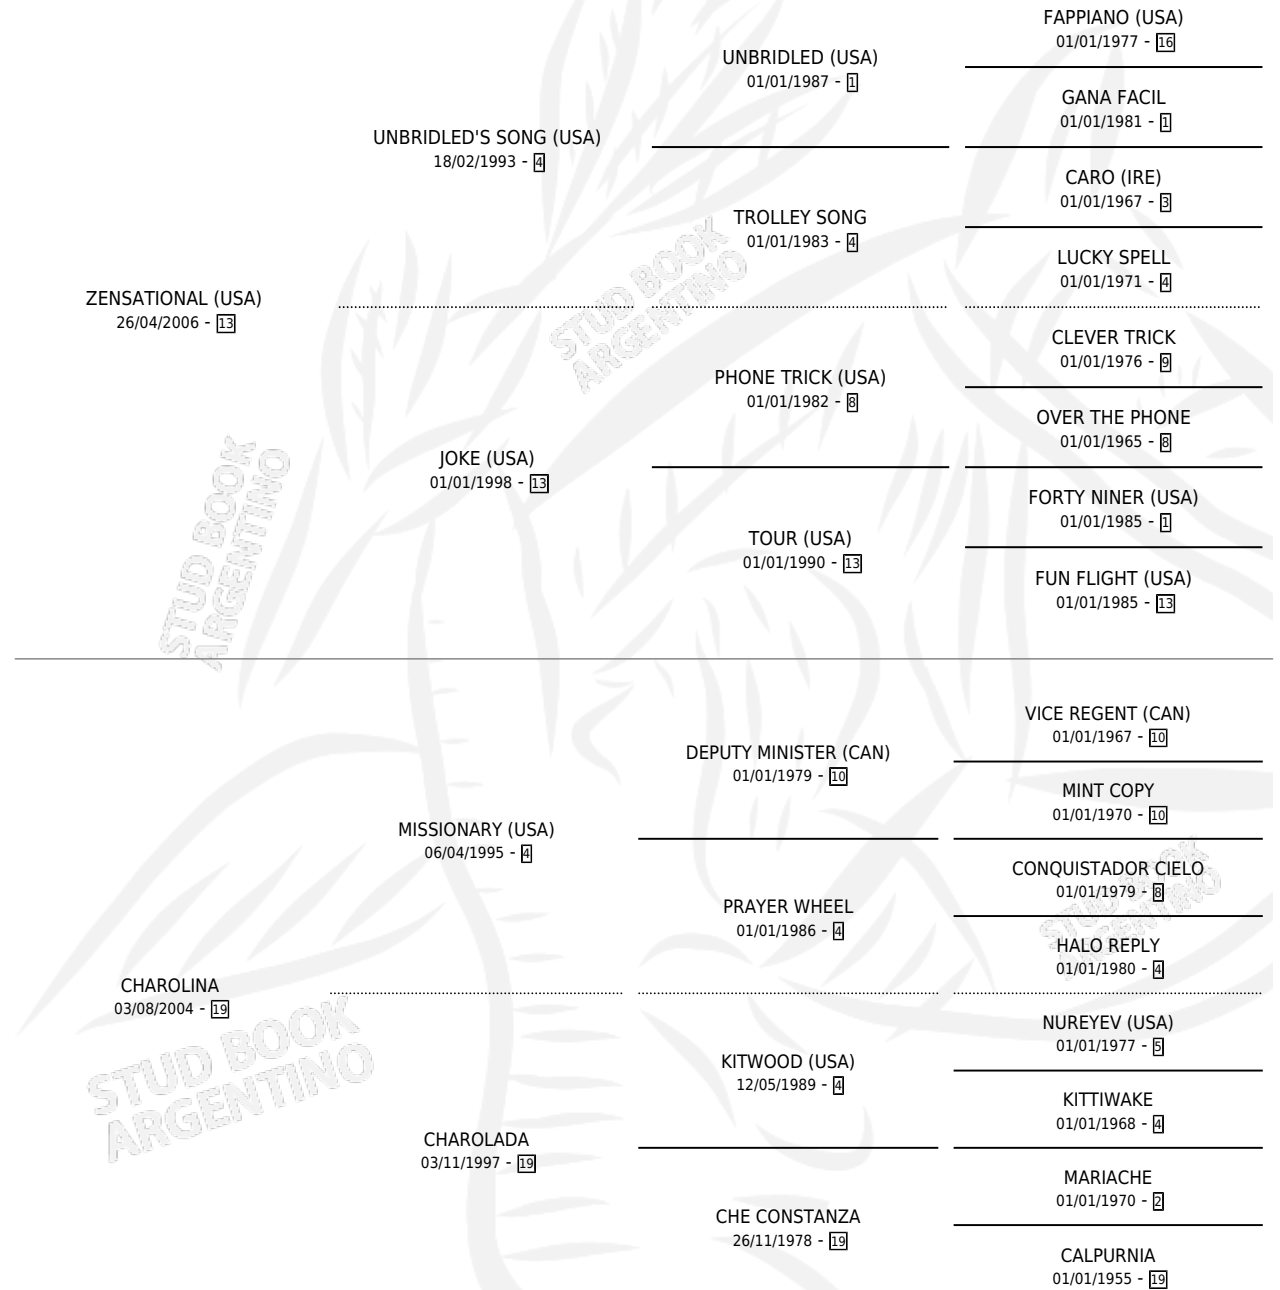 FAPPIANO (USA)
01/01/1977 - 16
UNBRIDLED (USA)
01/01/1987 - 1
GANA FACIL
01/01/1981 - 1
UNBRIDLED'S SONG (USA)
18/02/1993 - 4
CARO (IRE)
01/01/1967 - 3
TROLLEY SONG
01/01/1983 - 4
LUCKY SPELL
01/01/1971 - 4
ZENSATIONAL (USA)
26/04/2006 - 13
STUD BOOK
ARGENTINO
CLEVER TRICK
01/01/1976 - 9
PHONE TRICK (USA)
01/01/1982 - 8
OVER THE PHONE
01/01/1965 - 8
JOKE (USA)
01/01/1998 - 13
FORTY NINER (USA)
01/01/1985 - 1
TOUR (USA)
01/01/1990 - 13
FUN FLIGHT (USA)
01/01/1985 - 13
STUD BOOK
ARGENTINO
VICE REGENT (CAN)
01/01/1967 - 10
DEPUTY MINISTER (CAN)
01/01/1979 - 10
MINT COPY
01/01/1970 - 10
MISSIONARY (USA)
06/04/1995 - 4
CONQUISTADOR CIELO
01/01/1979 - 8
PRAYER WHEEL
01/01/1986 - 4
HALO REPLY
01/01/1980 - 4
STUD BOOK
ARGENTINO
CHAROLINA
03/08/2004 - 19
NUREYEV (USA)
01/01/1977 - 5
KITWOOD (USA)
12/05/1989 - 4
KITTIWAKE
01/01/1968 - 4
STUD BOOK
ARGENTINO
CHAROLADA
03/11/1997 - 19
MARIACHE
01/01/1970 - 2
CHE CONSTANZA
26/11/1978 - 19
CALPURNIA
01/01/1955 - 19